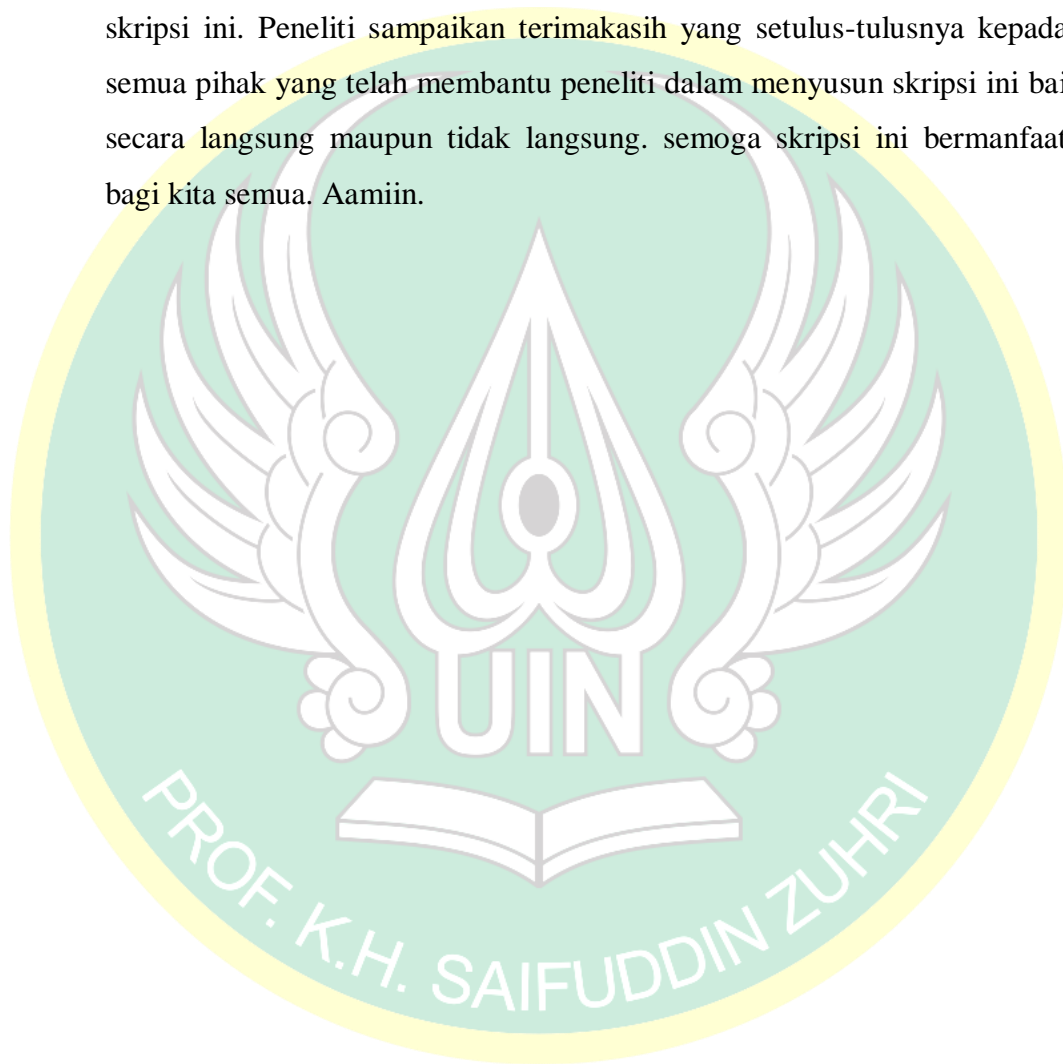 skripsi ini. Peneliti sampaikan terimakasih yang setulus-tulusnya kepada
semua pihak yang telah membantu peneliti dalam menyusun skripsi ini bai
secara langsung maupun tidak langsung. semoga skripsi ini bermanfaat
bagi kita semua. Aamiin.
UIN
PROF. K.H. SAIFUDDIN ZUHRI